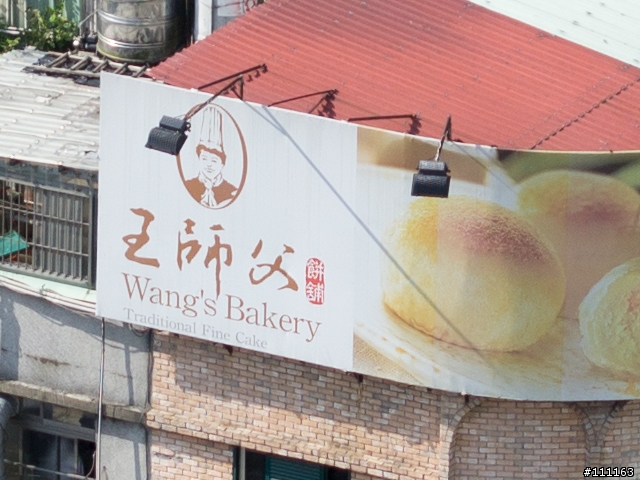 王師父
餅舖
Wang's Bakery
Traditional Fine Cake
#111163